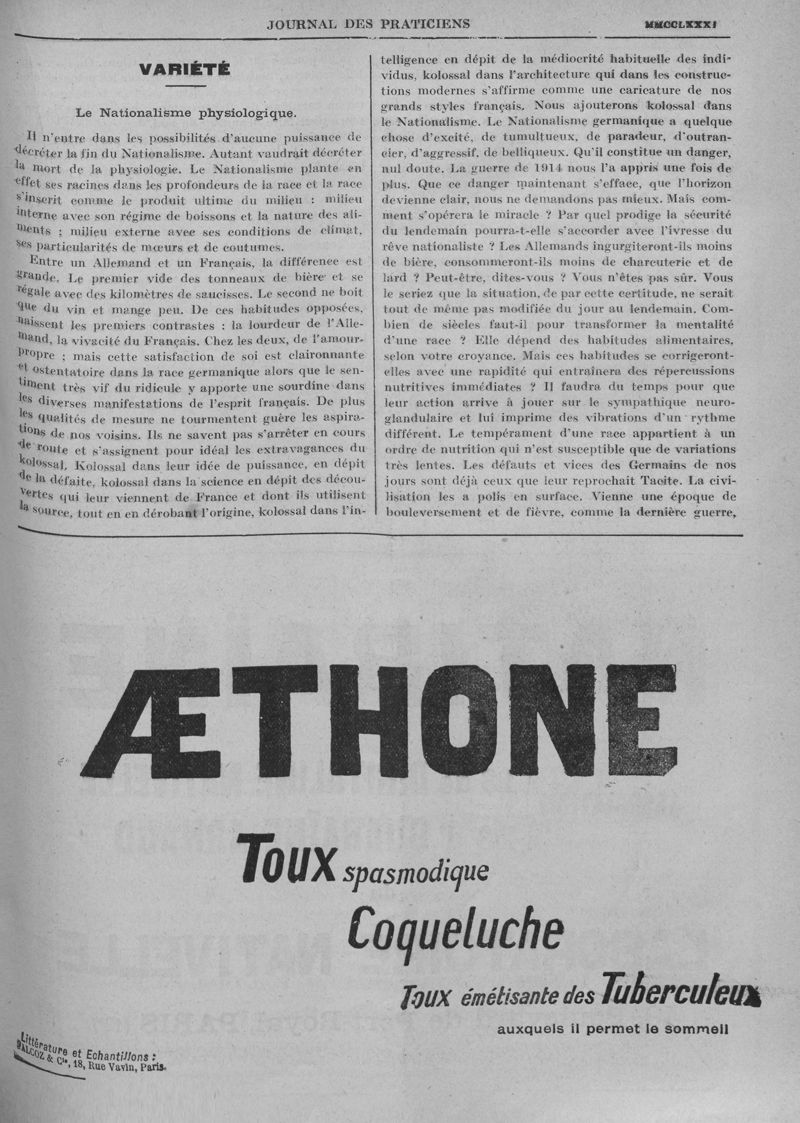 JOURNAL DES PRATICIENS
MMCCLXXXI
VARIÉTÉ
Le Nationalisme physiologique.
Il n'entre dans les possibilités d'aucune puissance de
décréter la fin du Nationalisme. Autant vaudrait décréter
la mort de la physiologie. Le Nationalisme plante en
effet ses racines dans les profondeurs de la race et la race
s'inscrit comme le produit ultime du milieu : milieu
interne avec son régime de boissons et la nature des ali-
ments ; milieu externe avec ses conditions de climat,
ses particularités de mœurs et de coutumes.
Entre un Allemand et un Français, la différence est
grande. Le premier vide des tonneaux de bière et se
régale avec des kilomètres de saucisses. Le second ne boit
que du vin et mange peu. De ces habitudes opposées,
naissent les premiers contrastes : la lourdeur de l'Alle-
mand, la vivacité du Français. Chez les deux, de l'amour-
propre ; mais cette satisfaction de soi est claironnante
et ostentatoire dans la race germanique alors que le sen-
timent très vif du ridicule y apporte une sourdine dans
les diverses manifestations de l'esprit français. De plus
les qualités de mesure ne tourmentent guère les aspira-
tions de nos voisins. Ils ne savent pas s'arrêter en cours
de route et s'assignent pour idéal les extravagances du
kolossal. Kolossal dans leur idée de puissance, en dépit
de la défaite, kolossal dans la science en dépit des décou-
vertes qui leur viennent de France et dont ils utilisent
la source, tout en en dérobant l'origine, kolossal dans l'in-
telligence en dépit de la médiocrité habituelle des indi-
vidus, kolossal dans l'architecture qui dans les construc-
tions modernes s'affirme comme une caricature de nos
grands styles français. Nous ajouterons kolossal dans
le Nationalisme. Le Nationalisme germanique a quelque
chose d'excité, de tumultueux, de paradeur, d'outran-
cier, d'aggressif, de belliqueux. Qu'il constitue un danger,
nul doute. La guerre de 1914 nous l'a appris une fois de
plus. Que ce danger maintenant s'efface, que l'horizon
devienne clair, nous ne demandons pas mieux. Mais com-
ment s'opérera le miracle ? Par quel prodige la sécurité
du lendemain pourra-t-elle s'accorder avec l'ivresse du
rêve nationaliste ? Les Allemands ingurgiteront-ils moins
de bière, consommeront-ils moins de charcuterie et de
lard ? Peut-être, dites-vous ? Vous n'êtes pas sûr. Vous
le seriez que la situation, de par cette certitude, ne serait
tout de même pas modifiée du jour au lendemain. Com-
bien de siècles faut-il pour transformer la mentalité
d'une race ? Elle dépend des habitudes alimentaires,
selon votre croyance. Mais ces habitudes se corrigeront-
elles avec une rapidité qui entraînera des répercussions
nutritives immédiates ? Il faudra du temps pour que
leur action arrive à jouer sur le sympathique neuro-
glandulaire et lui imprime des vibrations d'un rythme
différent. Le tempérament d'une race appartient à un
ordre de nutrition qui n'est susceptible que de variations
très lentes. Les défauts et vices des Germains de nos
jours sont déjà ceux que leur reprochait Tacite. La civi-
lisation les a polis en surface. Vienne une époque de
bouleversement et de fièvre, comme la dernière guerre,
ÆTHONE
Toux spasmodique
Coqueluche
Toux émétisante des Tuberculeux
auxquels il permet le sommeil
Littérature et Echantillons :
FALCOZ & Cie, 18, Rue Vavin, Paris.